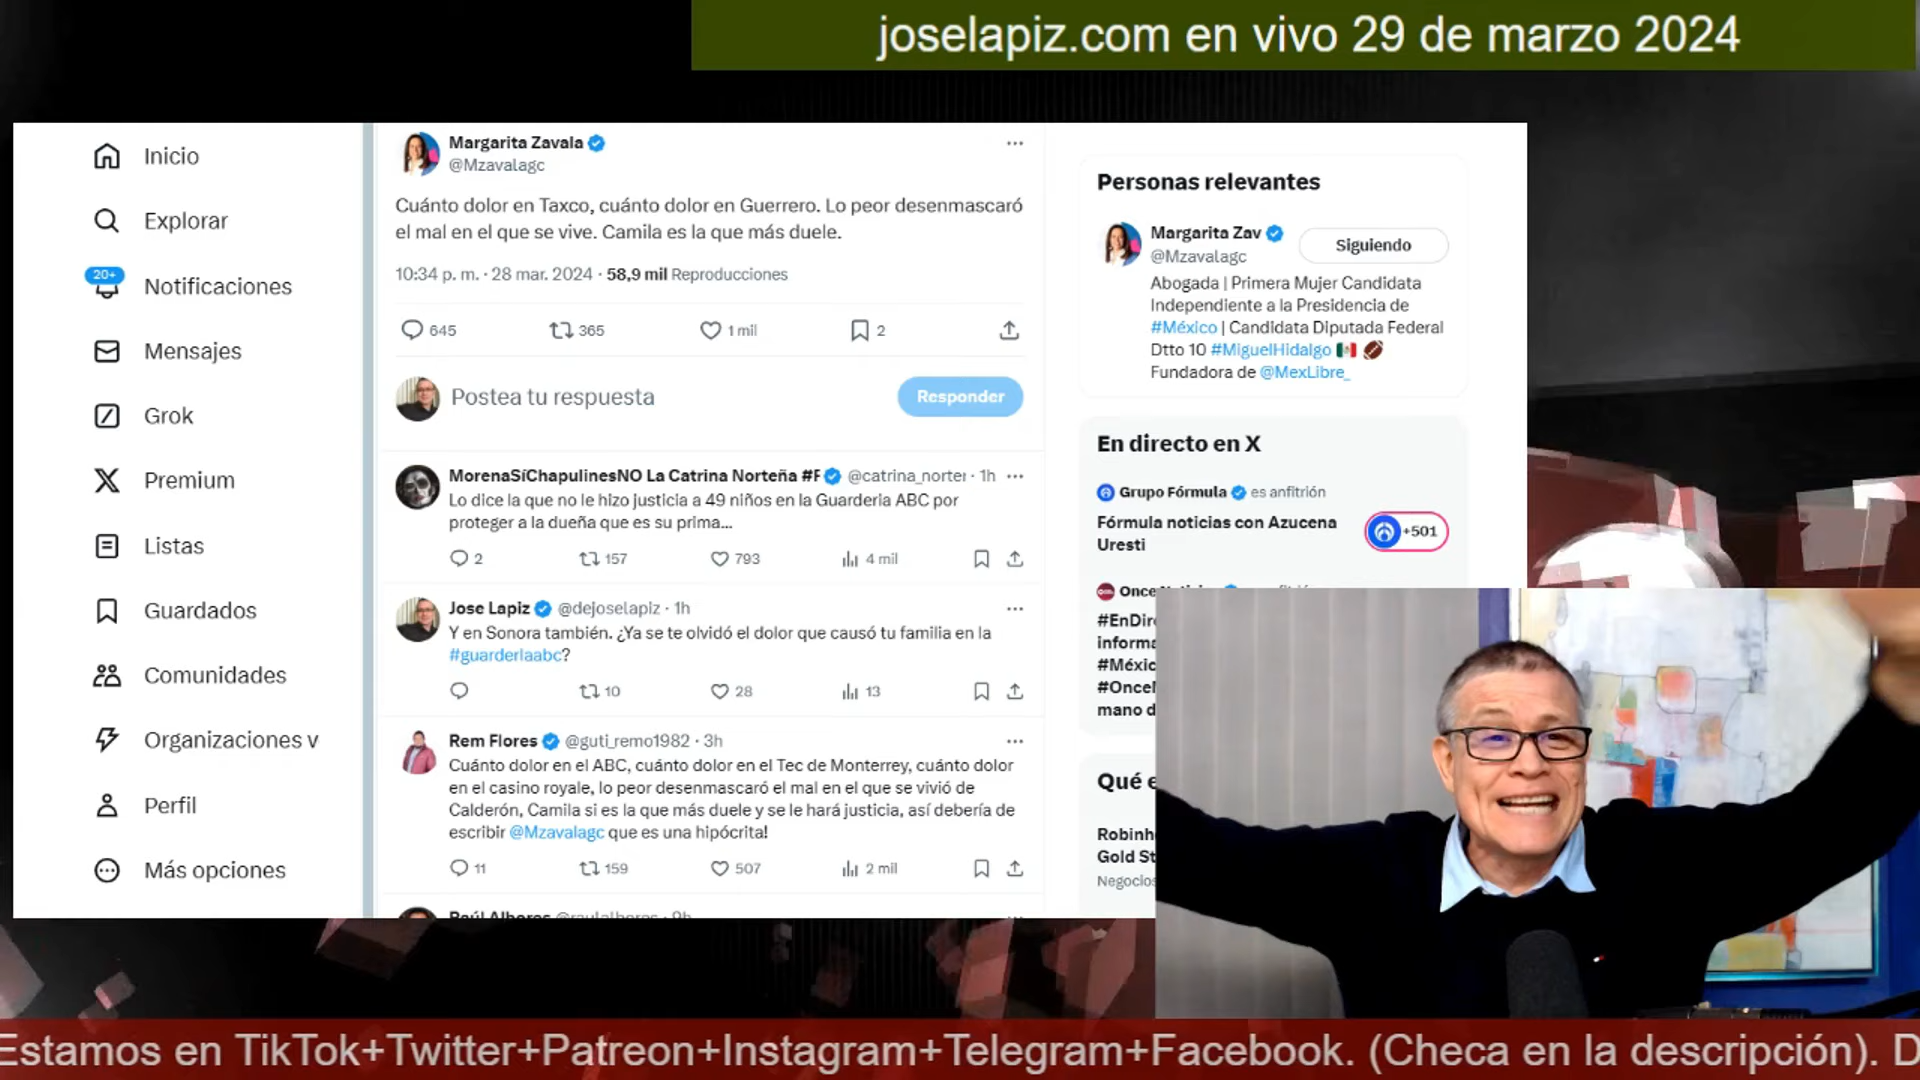 joselapiz.com en vivo 29 de marzo 2024
Inicio
Explorar
20+
Notificaciones
Mensajes
Grok
Premium
Listas
Guardados
Comunidades
Organizaciones v
Perfil
Más opciones
Margarita Zavala
@Mzavalagc
Cuánto dolor en Taxco, cuánto dolor en Guerrero. Lo peor desenmascaró
el mal en el que se vive. Camila es la que más duele.
10:34 p. m. · 28 mar. 2024 · 58,9 mil Reproducciones
645 365 1 mil 2
Postea tu respuesta
Responder
MorenaSíChapulinesNO La Catrina Norteña #F @catrina_norter · 1h
Lo dice la que no le hizo justicia a 49 niños en la Guarderia ABC por
proteger a la dueña que es su prima...
2 157 793 4 mil
Jose Lapiz @dejoselapiz · 1h
Y en Sonora también. ¿Ya se te olvidó el dolor que causó tu familia en la
#guarderIaabc?
10 28 13
Rem Flores @guti_remo1982 · 3h
Cuánto dolor en el ABC, cuánto dolor en el Tec de Monterrey, cuánto dolor
en el casino royale, lo peor desenmascaró el mal en el que se vivió de
Calderón, Camila si es la que más duele y se le hará justicia, así debería de
escribir @Mzavalagc que es una hipócrita!
11 159 507 2 mil
Personas relevantes
Margarita Zav
@Mzavalagc
Siguiendo
Abogada | Primera Mujer Candidata
Independiente a la Presidencia de
#México | Candidata Diputada Federal
Dtto 10 #MiguelHidalgo
Fundadora de @MexLibre_
En directo en X
Grupo Fórmula es anfitrión
Fórmula noticias con Azucena
Uresti
+501
#EnDire
informa
#Méxic
#OnceN
mano d
Qué e
Robinh
Gold St
Negocios
Estamos en TikTok+Twitter+Patreon+Instagram+Telegram+Facebook. (Checa en la descripción). D